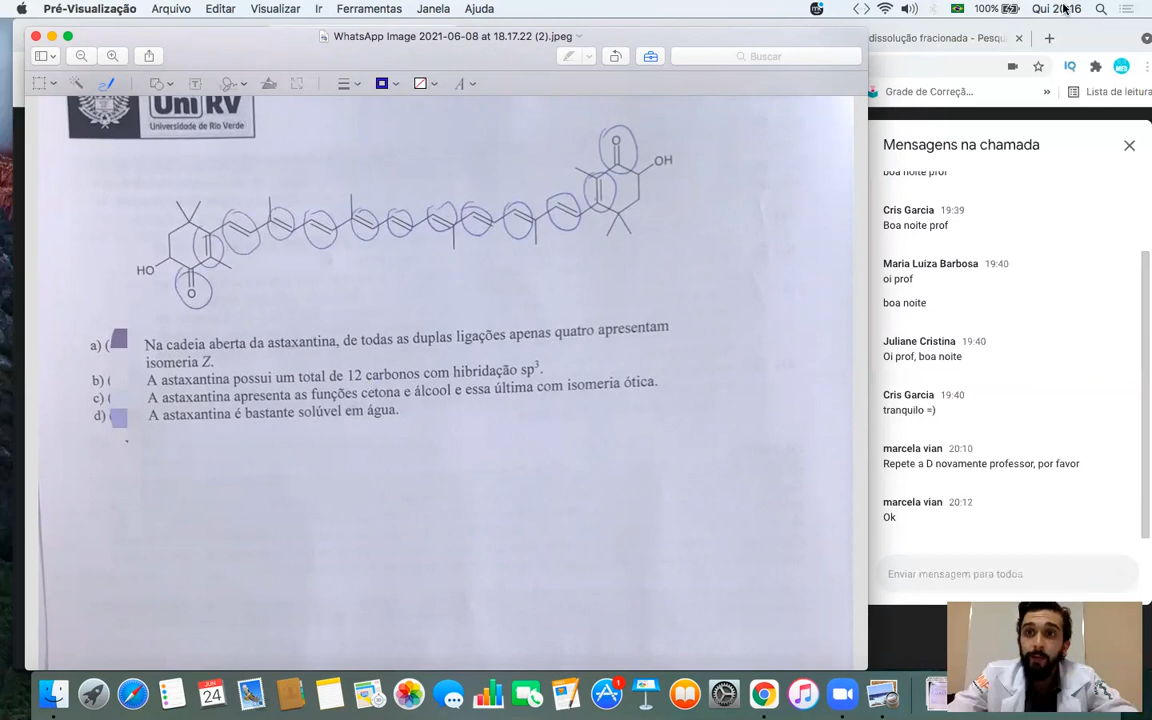 Pré-Visualização Arquivo Editar Visualizar Ir Ferramentas Janela Ajuda
100% Qui 20:16
WhatsApp Image 2021-06-08 at 18.17.22 (2).jpeg
Buscar
dissolução fracionada - Pesqu
Grade de Correçã...
Lista de leitura
UniRV
Universidade de Rio Verde
O
OH
HO
O
a) ( Na cadeia aberta da astaxantina, de todas as duplas ligações apenas quatro apresentam
isomeria Z.
b) ( A astaxantina possui um total de 12 carbonos com hibridação sp³.
c) ( A astaxantina apresenta as funções cetona e álcool e essa última com isomeria ótica.
d) A astaxantina é bastante solúvel em água.
Mensagens na chamada
boa noite prof
Cris Garcia 19:39
Boa noite prof
Maria Luiza Barbosa 19:40
oi prof
boa noite
Juliane Cristina 19:40
Oi prof, boa noite
Cris Garcia 19:40
tranquilo =)
marcela vian 20:10
Repete a D novamente professor, por favor
marcela vian 20:12
Ok
Enviar mensagem para todos
JUN
24
1